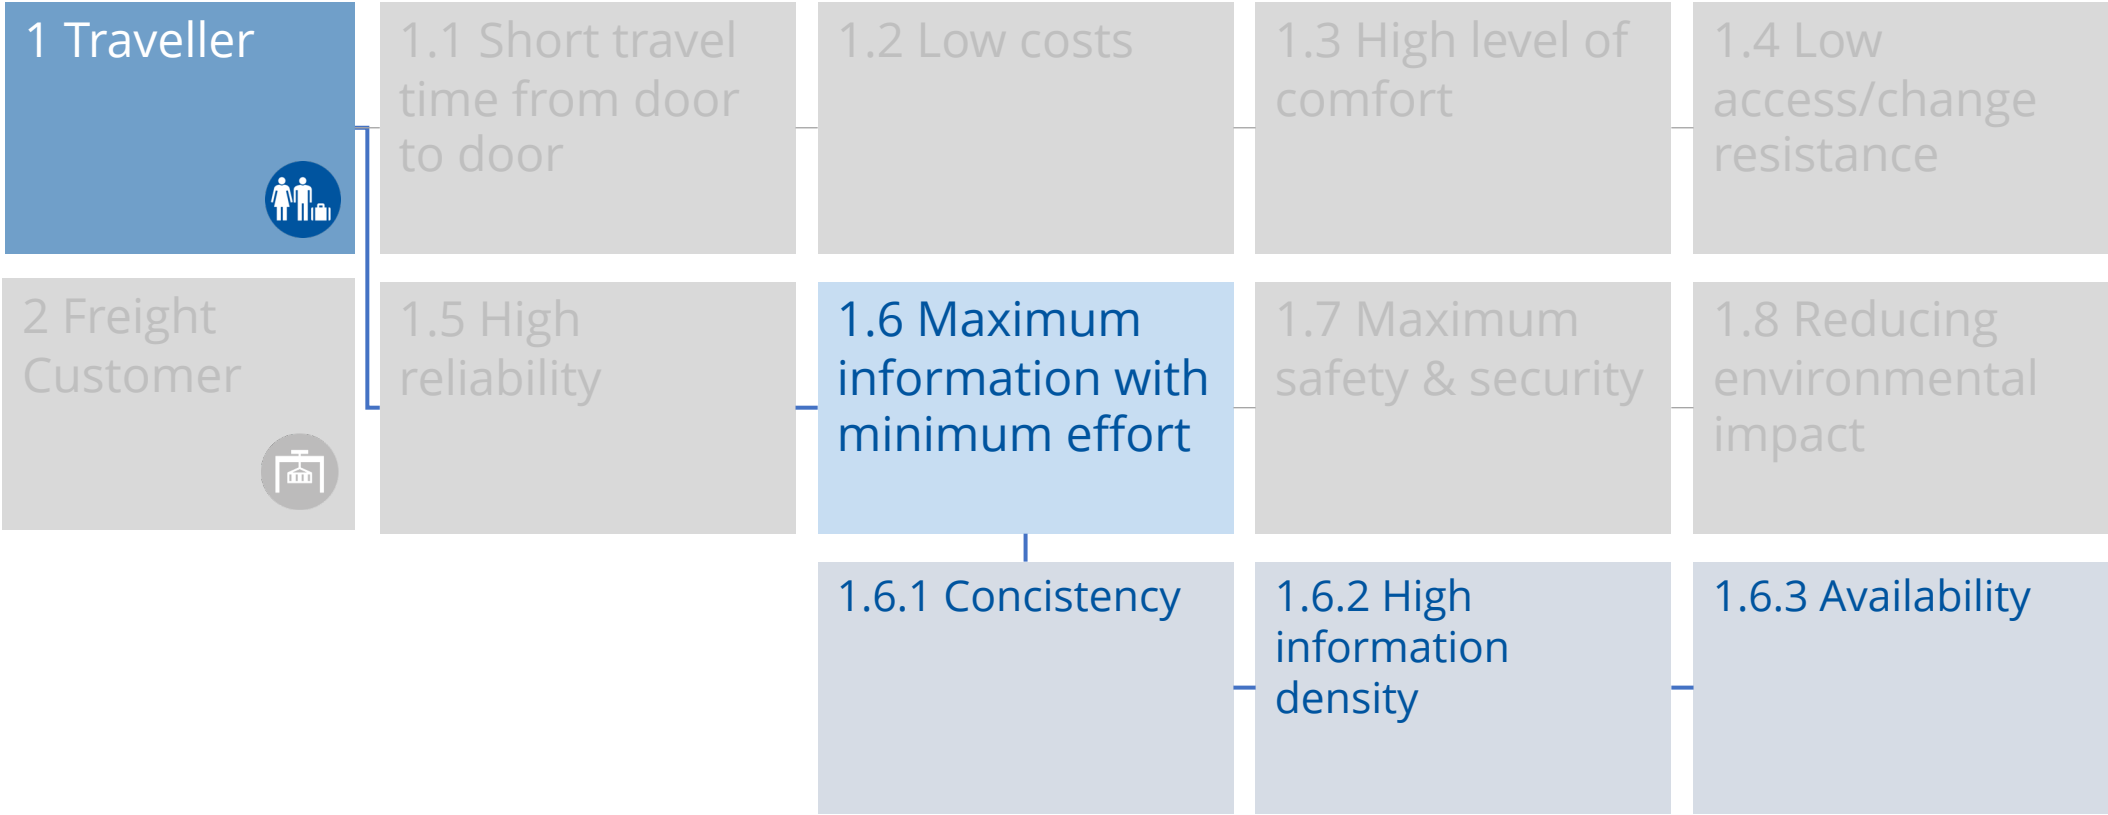 1 Traveller
1.1 Short travel
time from door
to door
1.2 Low costs
1.3 High level of
comfort
1.4 Low
access/change
resistance
2 Freight
Customer
1.5 High
reliability
1.6 Maximum
information with
minimum effort
1.7 Maximum
safety & security
1.8 Reducing
environmental
impact
1.6.1 Concistency
1.6.2 High
information
density
1.6.3 Availability